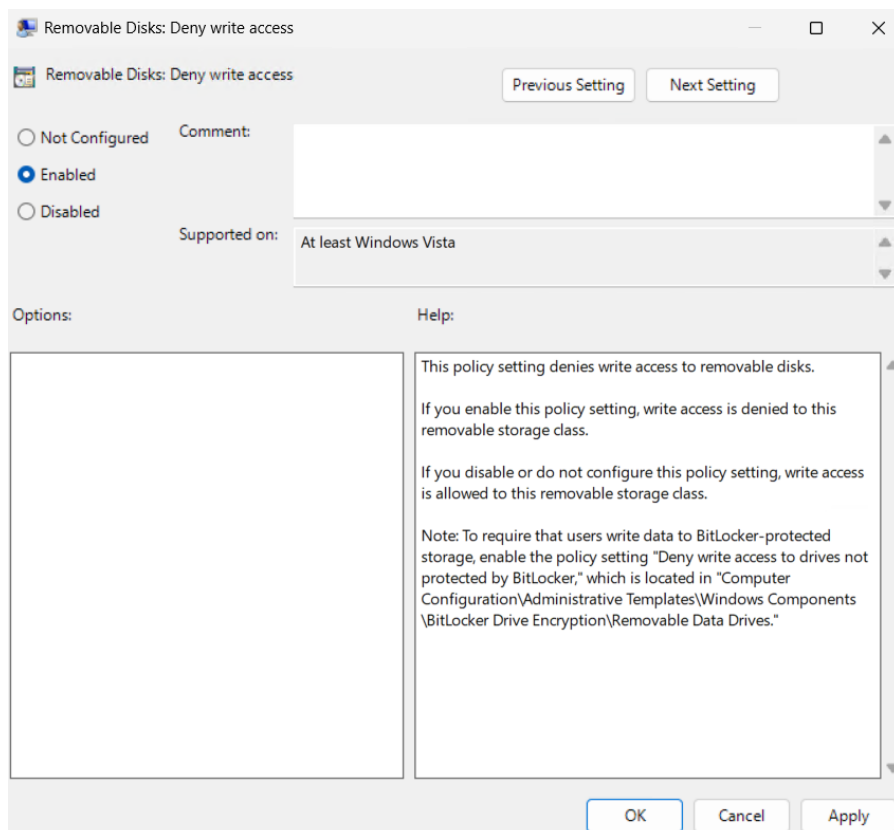 Removable Disks: Deny write access
Removable Disks: Deny write access
Previous Setting
Next Setting
Not Configured
Comment:
Enabled
Disabled
Supported on:
At least Windows Vista
Options:
Help:
This policy setting denies write access to removable disks.
If you enable this policy setting, write access is denied to this
removable storage class.
If you disable or do not configure this policy setting, write access
is allowed to this removable storage class.
Note: To require that users write data to BitLocker-protected
storage, enable the policy setting "Deny write access to drives not
protected by BitLocker," which is located in "Computer
Configuration\Administrative Templates\Windows Components
\BitLocker Drive Encryption\Removable Data Drives."
OK
Cancel
Apply